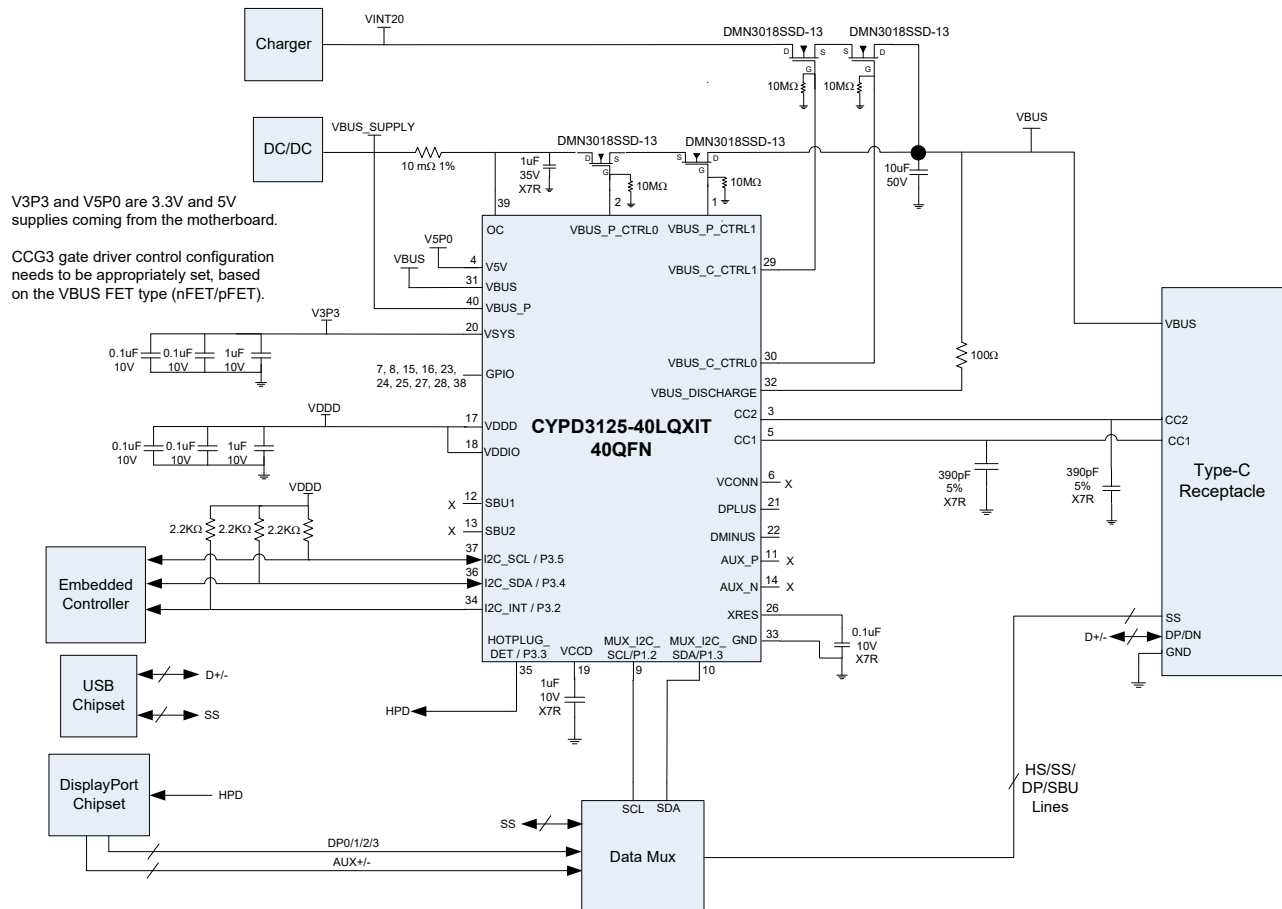 VINT20
Charger
DMN3018SSD-13
DMN3018SSD-13
D
S
G
S
D
G
10MΩ
10MΩ
VBUS_SUPPLY
DC/DC
10 mΩ 1%
1uF
35V
X7R
DMN3018SSD-13
DMN3018SSD-13
D
S
G
S
D
G
10MΩ
10MΩ
VBUS
10uF
50V
V3P3 and V5P0 are 3.3V and 5V
supplies coming from the motherboard.
CCG3 gate driver control configuration
needs to be appropriately set, based
on the VBUS FET type (nFET/pFET).
39
2
1
OC
VBUS_P_CTRL0
VBUS_P_CTRL1
V5P0
VBUS
4
V5V
31
VBUS
40
VBUS_P
20
VSYS
V3P3
0.1uF
10V
0.1uF
10V
1uF
10V
7, 8, 15, 16, 23,
24, 25, 27, 28, 38
GPIO
VDDD
17
VDDD
18
VDDIO
0.1uF
10V
0.1uF
10V
1uF
10V
29
VBUS_C_CTRL1
30
VBUS_C_CTRL0
32
VBUS_DISCHARGE
100Ω
CYPD3125-40LQXIT
40QFN
3
CC2
5
CC1
6
VCONN
X
21
DPLUS
22
DMINUS
11
AUX_P
X
14
AUX_N
X
26
XRES
33
GND
0.1uF
10V
X7R
390pF
5%
X7R
390pF
5%
X7R
VBUS
CC2
CC1
Type-C
Receptacle
SS
D+/-
DP/DN
GND
VDDD
X
12
SBU1
X
13
SBU2
2.2KΩ
2.2KΩ
2.2KΩ
37
I2C_SCL / P3.5
36
I2C_SDA / P3.4
34
I2C_INT / P3.2
Embedded
Controller
HOTPLUG_
DET / P3.3
VCCD
MUX_I2C_
SCL/P1.2
MUX_I2C_
SDA/P1.3
35
19
9
10
1uF
10V
X7R
USB
Chipset
D+/-
SS
HPD
DisplayPort
Chipset
HPD
HS/SS/
DP/SBU
Lines
SCL
SDA
SS
DP0/1/2/3
AUX+/-
Data Mux